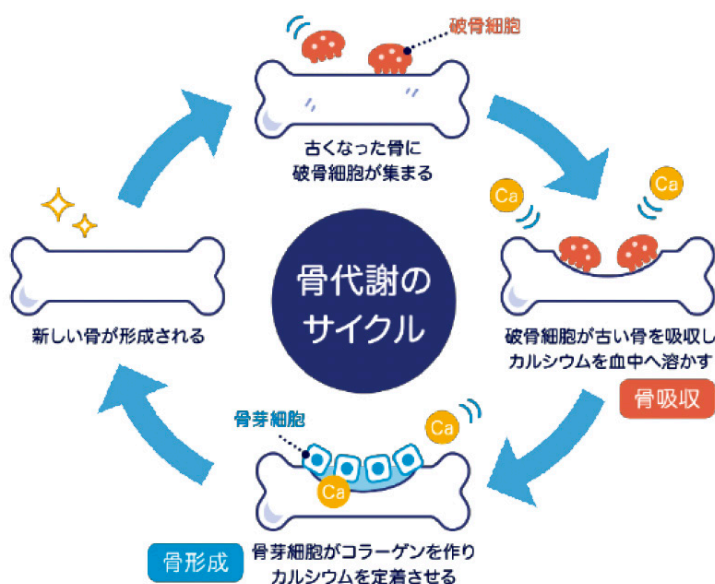 破骨細胞
古くなった骨に
破骨細胞が集まる
Ca
Ca
破骨細胞が古い骨を吸収し
カルシウムを血中へ溶かす
骨吸収
骨代謝の
サイクル
新しい骨が形成される
骨芽細胞
Ca
Ca
骨形成
骨芽細胞がコラーゲンを作り
カルシウムを定着させる